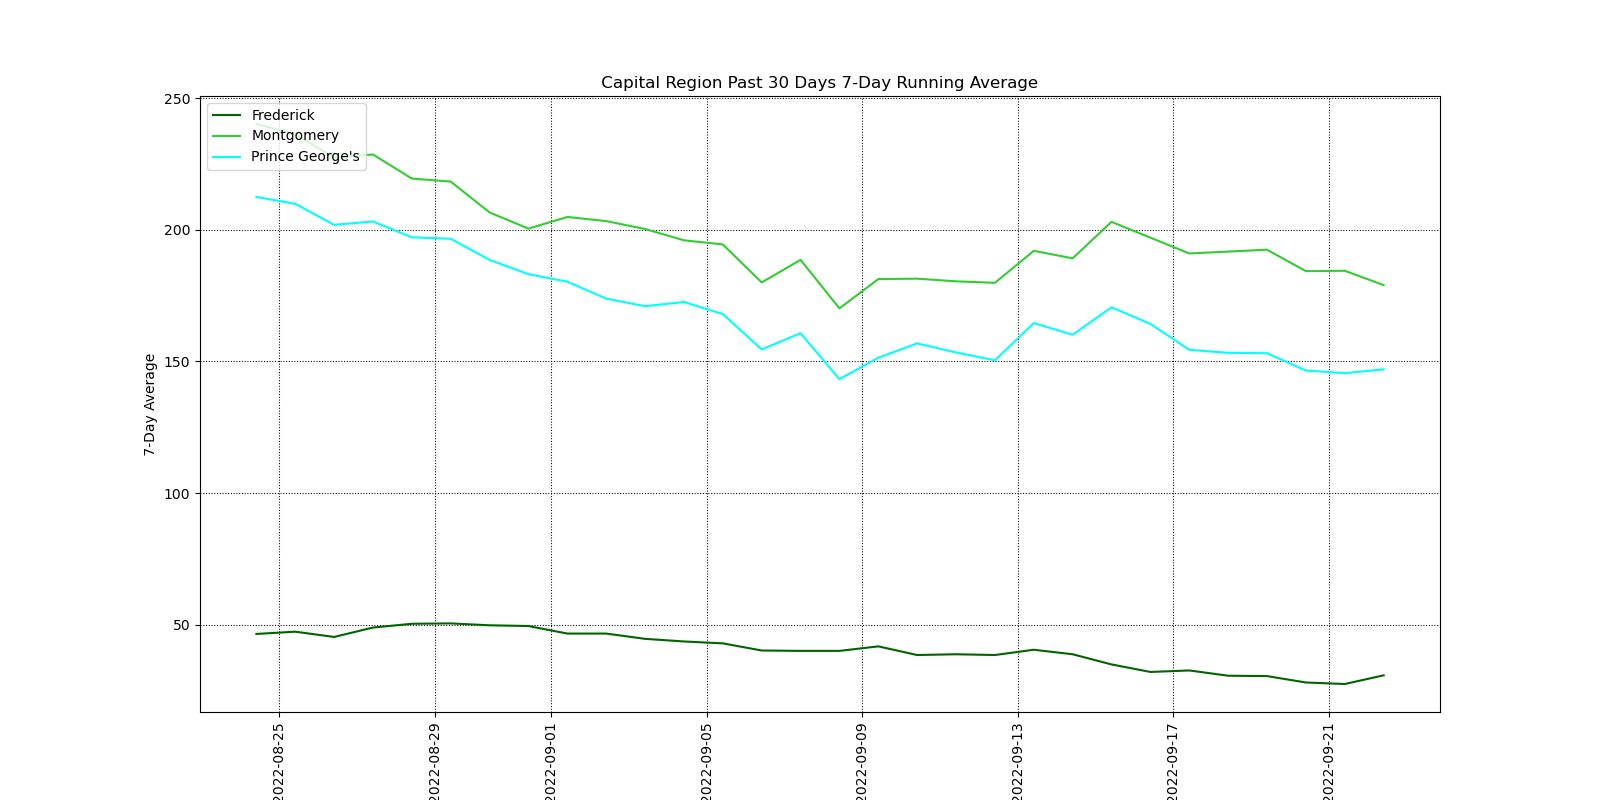 Capital Region Past 30 Days 7-Day Running Average
250
200
150
100
50
7-Day Average
Frederick
Montgomery
Prince George's
2022-08-25
2022-08-29
2022-09-01
2022-09-05
2022-09-09
2022-09-13
2022-09-17
2022-09-21